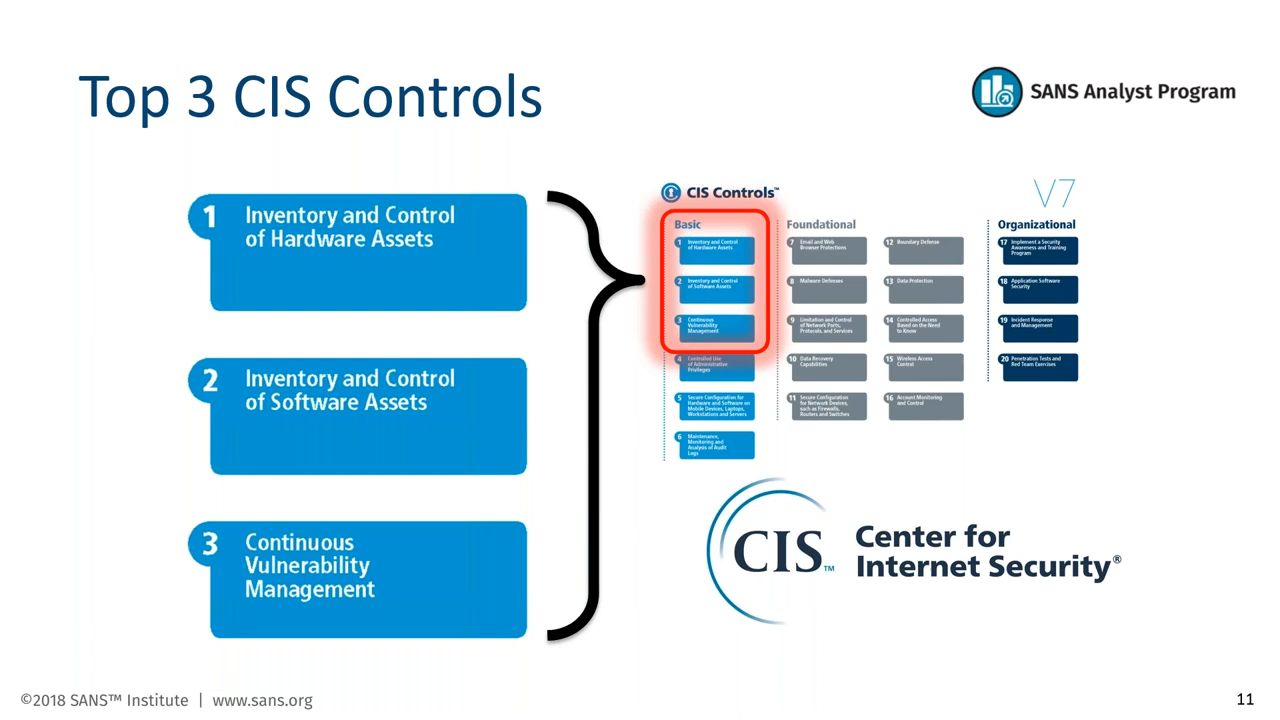 Top 3 CIS Controls
SANS Analyst Program
1
Inventory and Control
of Hardware Assets
2
Inventory and Control
of Software Assets
3
Continuous
Vulnerability
Management
CIS Controls™
V7
Basic
1
Inventory and Control
of Hardware Assets
2
Inventory and Control
of Software Assets
3
Continuous
Vulnerability
Management
4
Controlled Use
of Administrative
Privileges
5
Secure Configuration for
Hardware and Software on
Mobile Devices, Laptops,
Workstations and Servers
6
Maintenance,
Monitoring and
Analysis of Audit
Logs
Foundational
7
Email and Web
Browser Protections
8
Malware Defenses
9
Limitation and Control
of Network Ports,
Protocols, and Services
10
Data Recovery
Capabilities
11
Secure Configuration
for Network Devices,
such as Firewalls,
Routers and Switches
12
Boundary Defense
13
Data Protection
14
Controlled Access
Based on the Need
to Know
15
Wireless Access
Control
16
Account Monitoring
and Control
Organizational
17
Implement a Security
Awareness and Training
Program
18
Application Software
Security
19
Incident Response
and Management
20
Penetration Tests and
Red Team Exercises
CIS™
Center for
Internet Security®
©2018 SANS™ Institute | www.sans.org
11